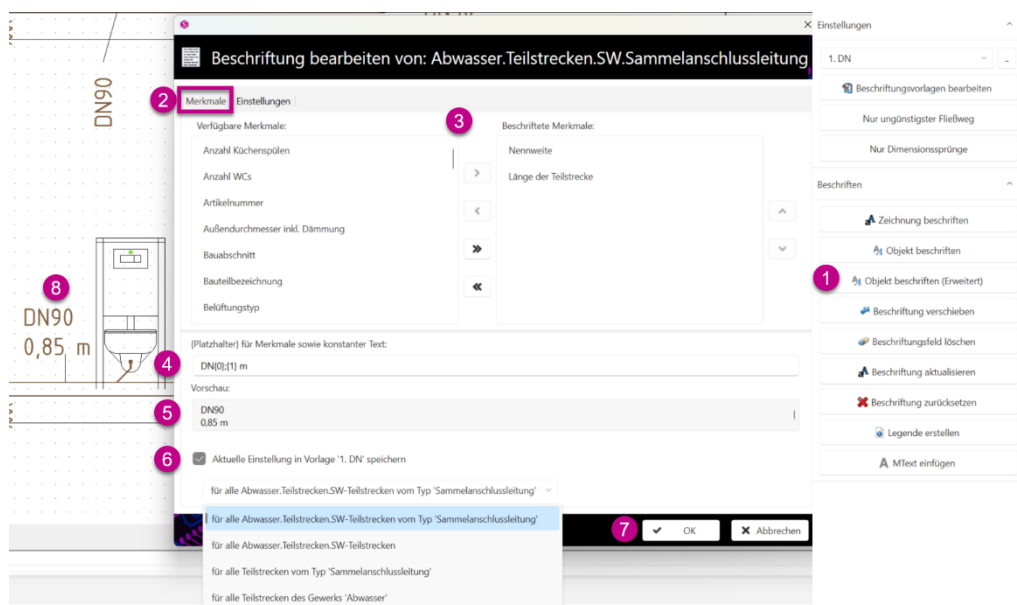 DN90
Beschriftung bearbeiten von: Abwasser.Teilstrecken.SW.Sammelanschlussleitung
2
Merkmale
Einstellungen
3
Verfügbare Merkmale:
Anzahl Küchenspülen
Anzahl WCs
Artikelnummer
Außendurchmesser inkl. Dämmung
Bauabschnitt
Bauteilbezeichnung
Belüftungstyp
Beschriftete Merkmale:
Nennweite
Länge der Teilstrecke
8
DN90
0,85 m
{Platzhalter} für Merkmale sowie konstanter Text:
4
DN{0};{1} m
Vorschau:
5
DN90
0,85 m
6
Aktuelle Einstellung in Vorlage '1. DN' speichern
für alle Abwasser.Teilstrecken.SW-Teilstrecken vom Typ 'Sammelanschlussleitung'
für alle Abwasser.Teilstrecken.SW-Teilstrecken vom Typ 'Sammelanschlussleitung'
für alle Abwasser.Teilstrecken.SW-Teilstrecken
für alle Teilstrecken vom Typ 'Sammelanschlussleitung'
für alle Teilstrecken des Gewerks 'Abwasser'
7
OK
Abbrechen
Einstellungen
1. DN
..
Beschriftungsvorlagen bearbeiten
Nur ungünstigster Fließweg
Nur Dimensionssprünge
Beschriften
Zeichnung beschriften
Objekt beschriften
1
Objekt beschriften (Erweitert)
Beschriftung verschieben
Beschriftungsfeld löschen
Beschriftung aktualisieren
Beschriftung zurücksetzen
Legende erstellen
MText einfügen